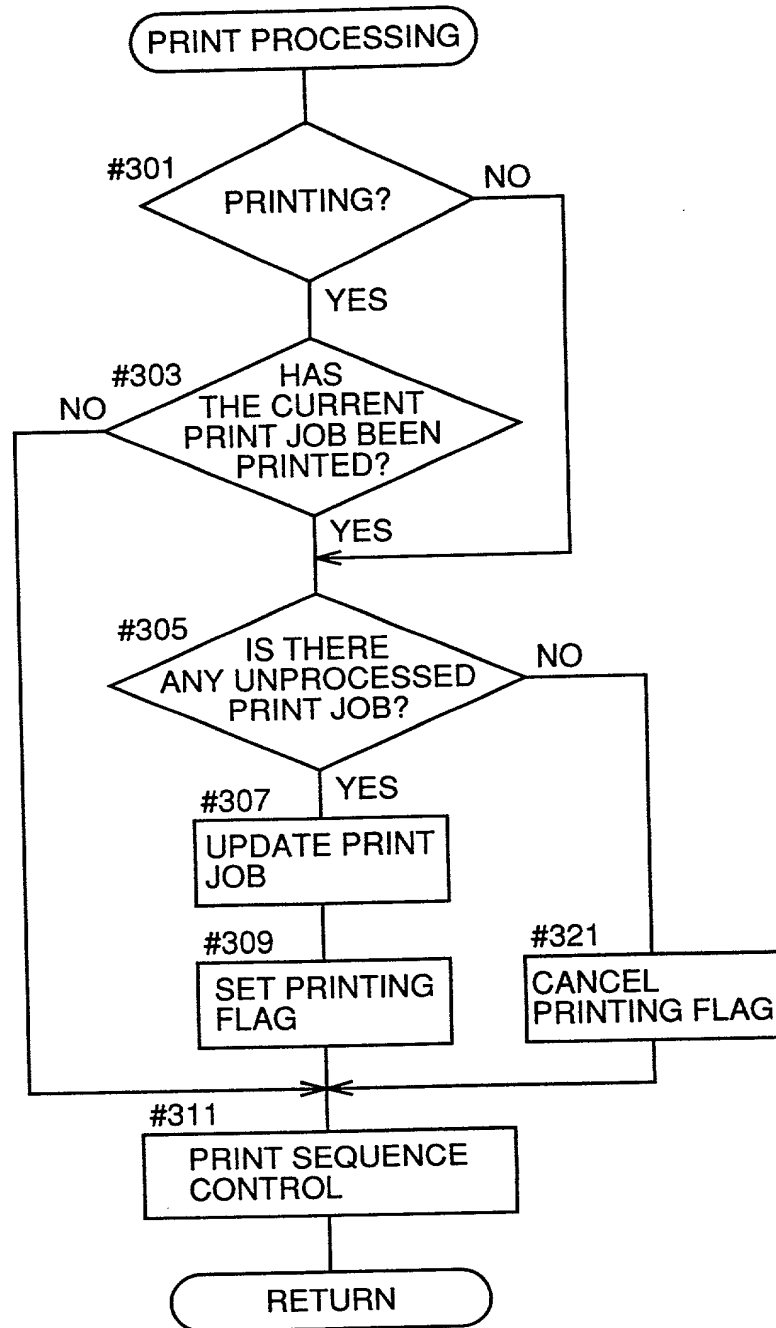 PRINT PROCESSING
#301
PRINTING?
NO
YES
#303
NO
HAS
THE CURRENT
PRINT JOB BEEN
PRINTED?
YES
#305
IS THERE
ANY UNPROCESSED
PRINT JOB?
NO
YES
#307
UPDATE PRINT
JOB
#309
SET PRINTING
FLAG
#321
CANCEL
PRINTING FLAG
#311
PRINT SEQUENCE
CONTROL
RETURN